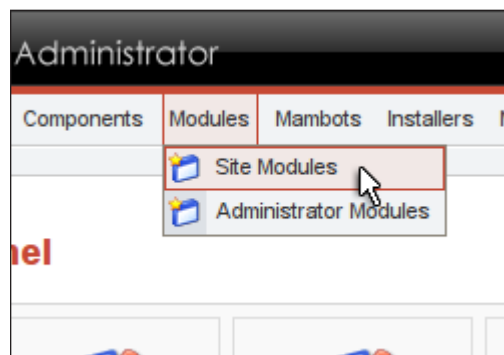 Administrator
Components Modules Mambots Installers
Site Modules
Administrator Modules
nel